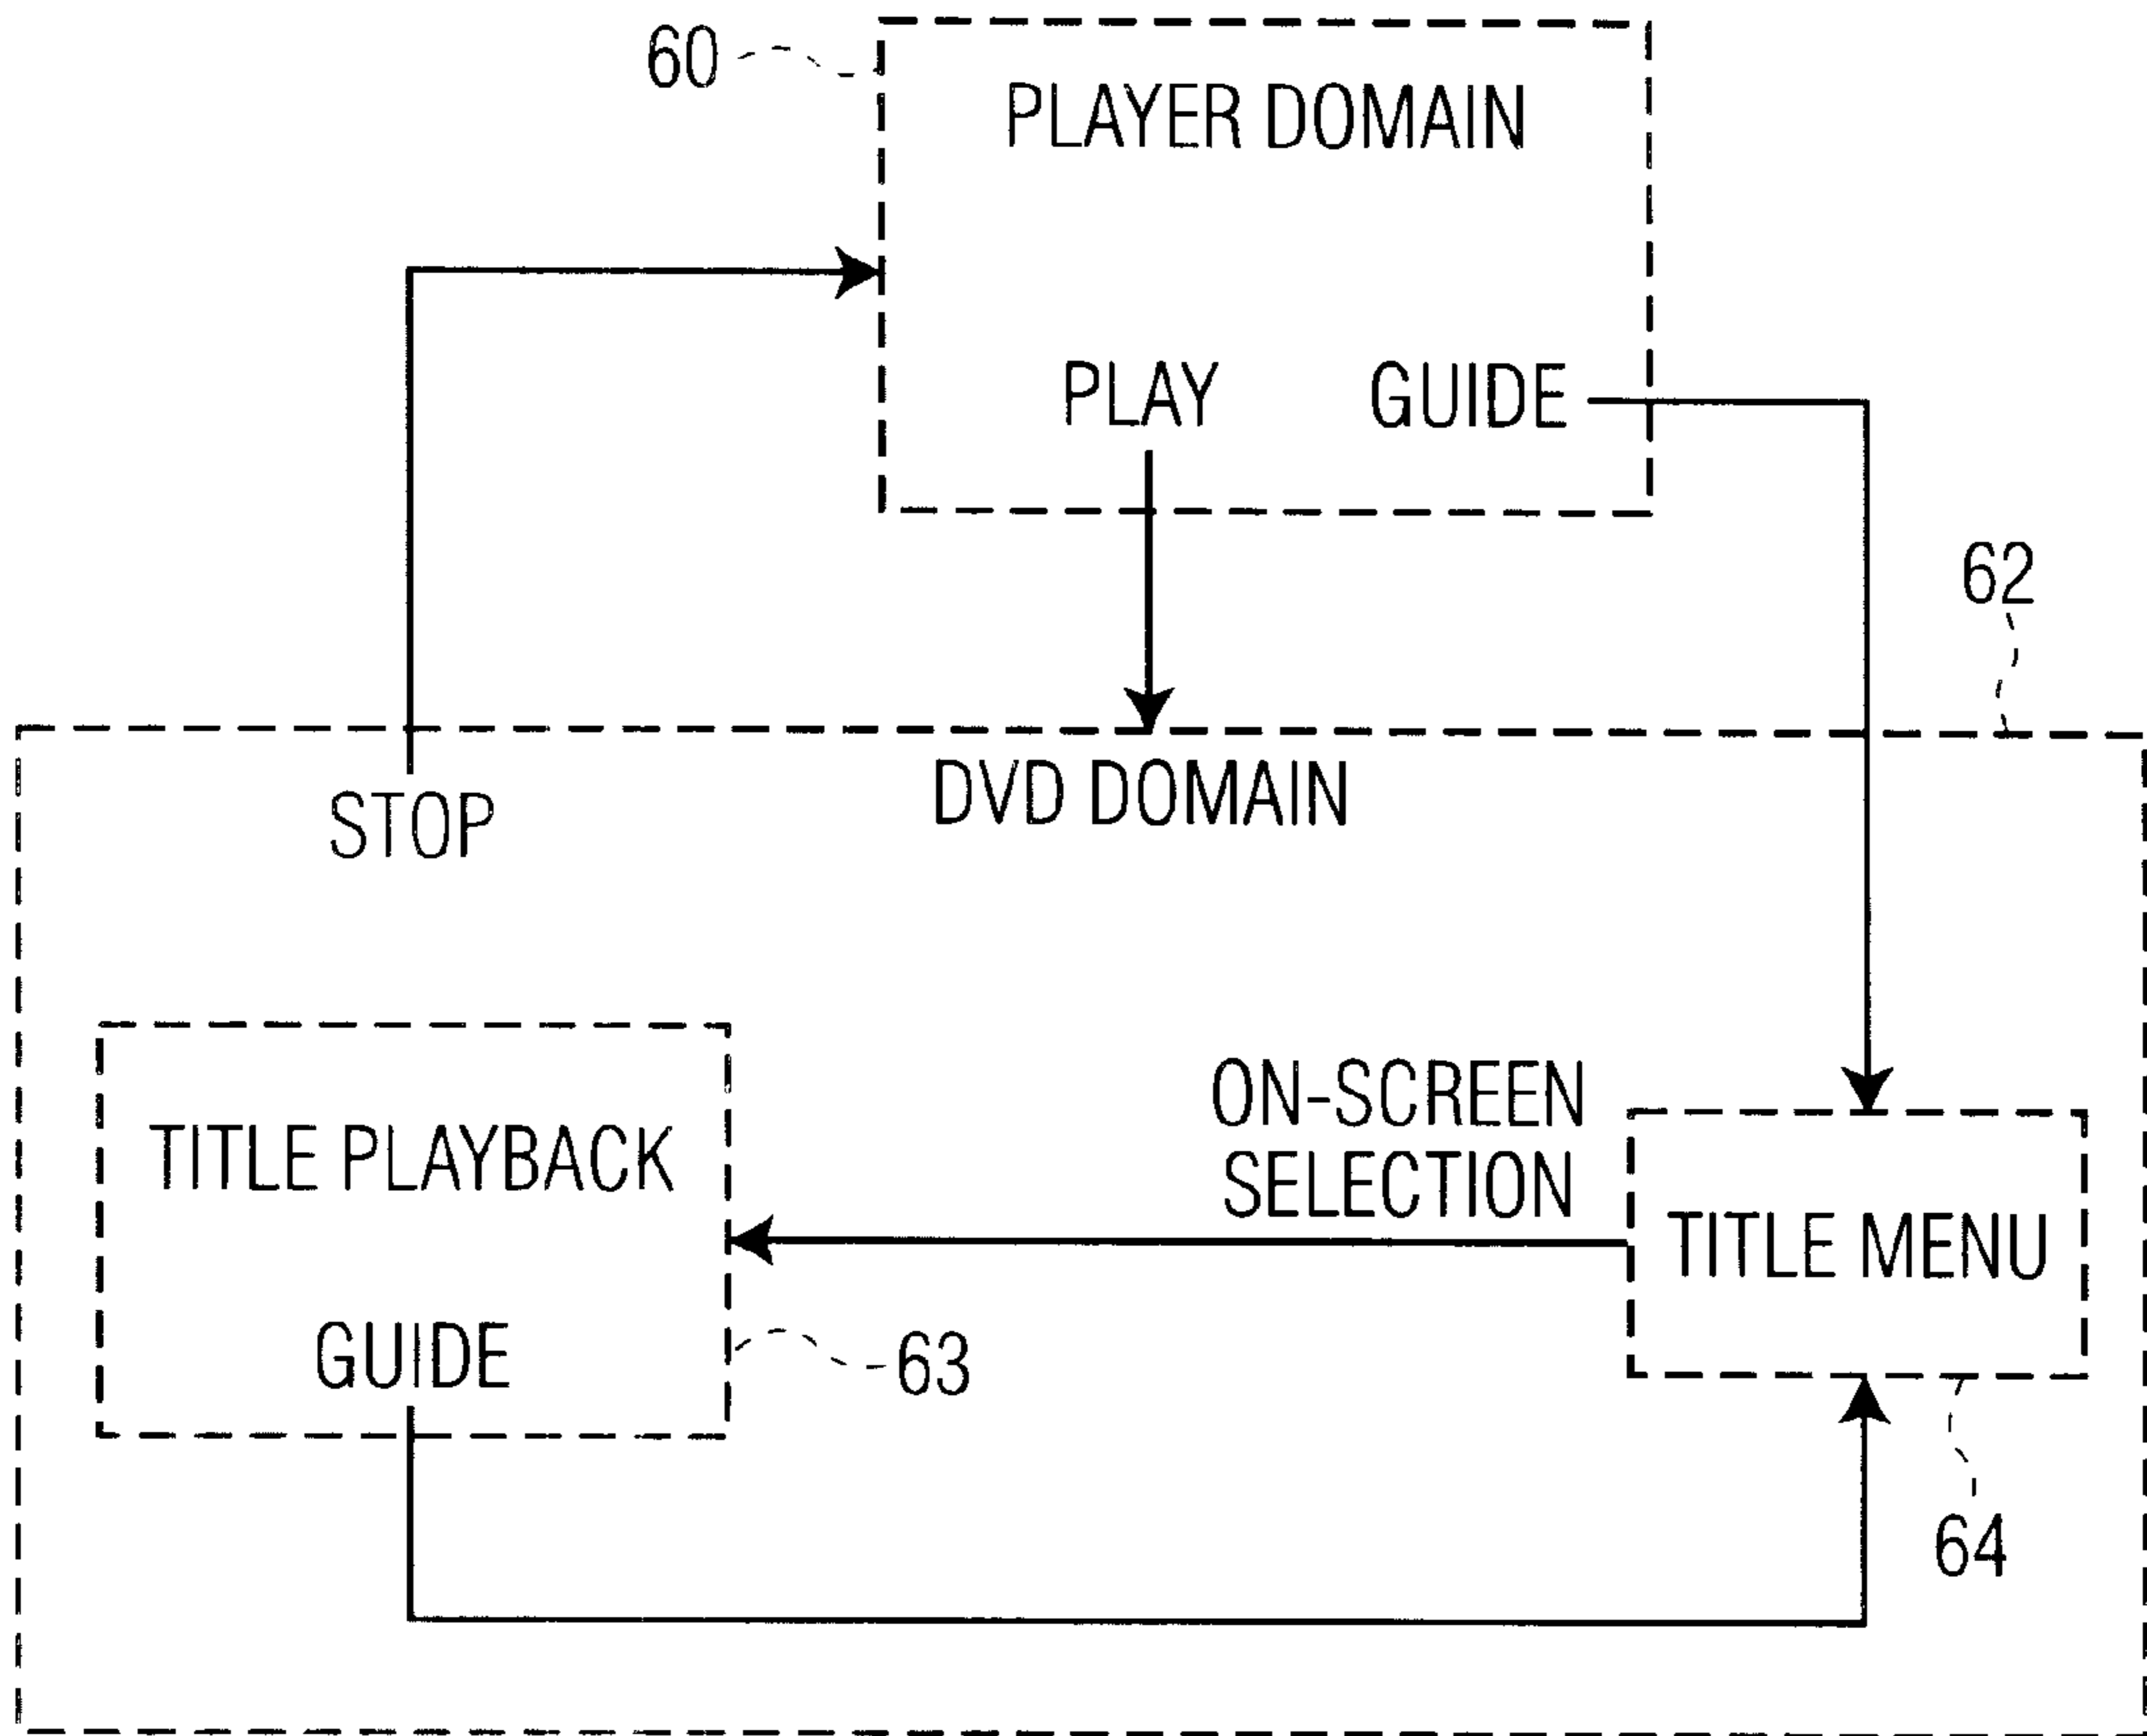 60
PLAYER DOMAIN
PLAY
GUIDE
62
STOP
DVD DOMAIN
TITLE PLAYBACK
GUIDE
63
ON-SCREEN
SELECTION
TITLE MENU
64